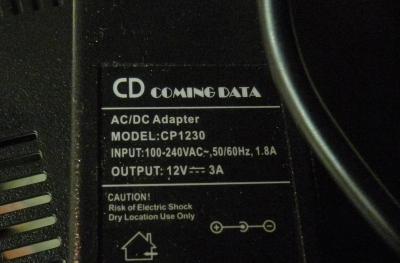 CD COMING DATA
AC/DC Adapter
MODEL:CP1230
INPUT:100-240VAC~,50/60Hz, 1.8A
OUTPUT: 12V⎓ 3A
CAUTION!
Risk of Electric Shock
Dry Location Use Only